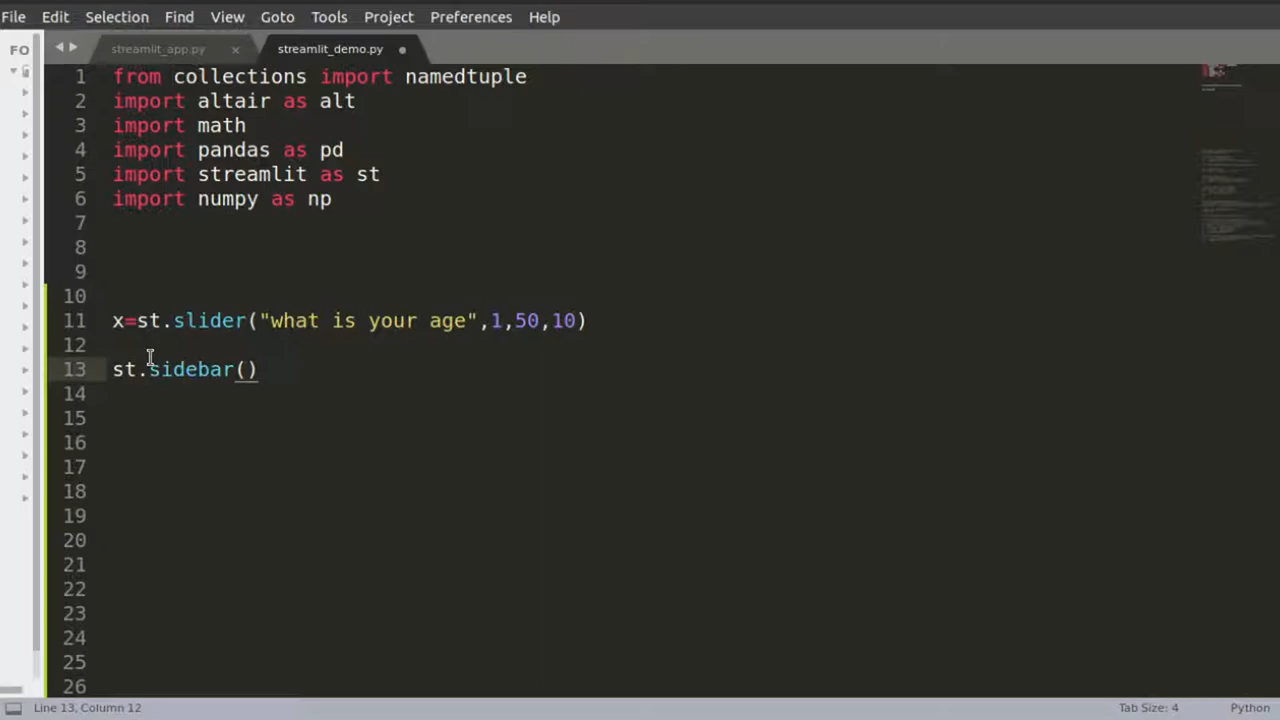 File Edit Selection Find View Goto Tools Project Preferences Help
FO
streamlit_app.py × streamlit_demo.py
1 from collections import namedtuple
2 import altair as alt
3 import math
4 import pandas as pd
5 import streamlit as st
6 import numpy as np
7
8
9
10
11 x=st.slider("what is your age",1,50,10)
12
13 st.sidebar()
14
15
16
17
18
19
20
21
22
23
24
25
26
Line 13, Column 12 Tab Size: 4 Python